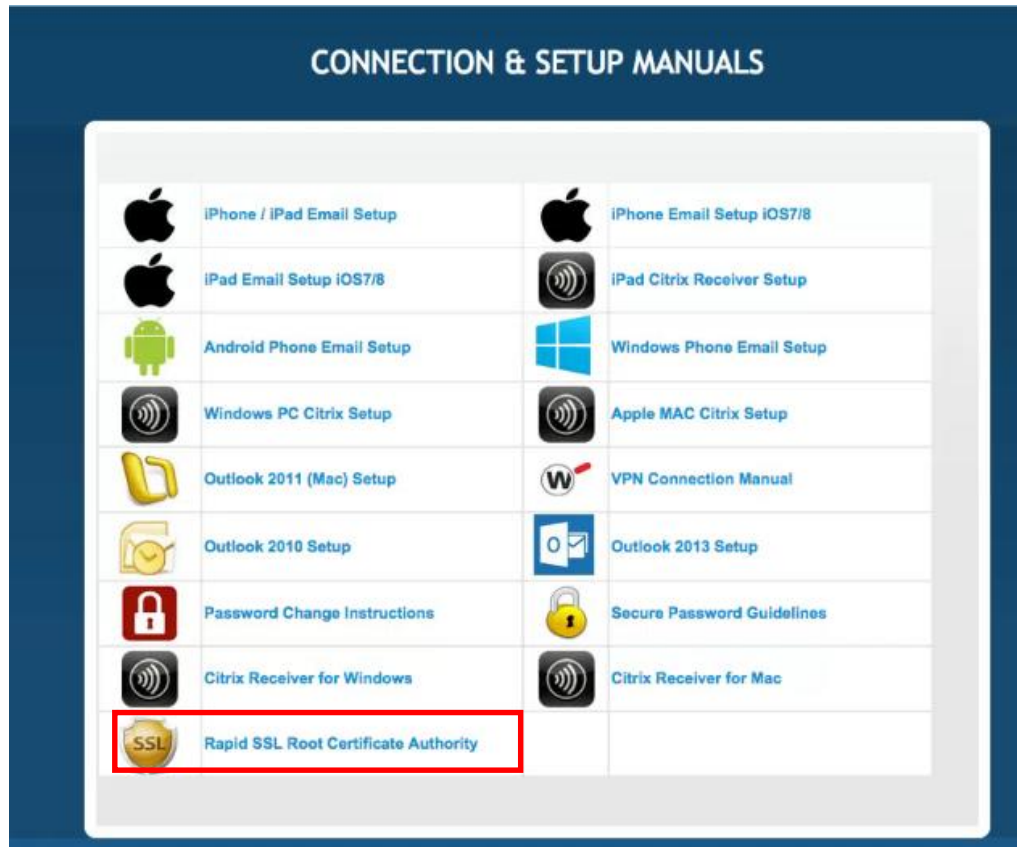 CONNECTION & SETUP MANUALS
iPhone / iPad Email Setup
iPhone Email Setup iOS7/8
iPad Email Setup iOS7/8
iPad Citrix Receiver Setup
Android Phone Email Setup
Windows Phone Email Setup
Windows PC Citrix Setup
Apple MAC Citrix Setup
Outlook 2011 (Mac) Setup
W
VPN Connection Manual
Outlook 2010 Setup
O
Outlook 2013 Setup
Password Change Instructions
Secure Password Guidelines
Citrix Receiver for Windows
Citrix Receiver for Mac
SSL
Rapid SSL Root Certificate Authority